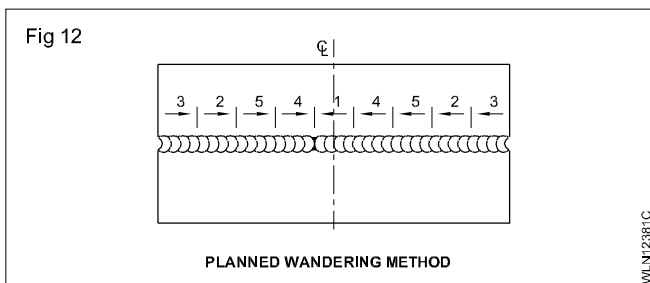 Fig 12
℄
3 2 5 4 1 4 5 2 3
PLANNED WANDERING METHOD
WLN12381C